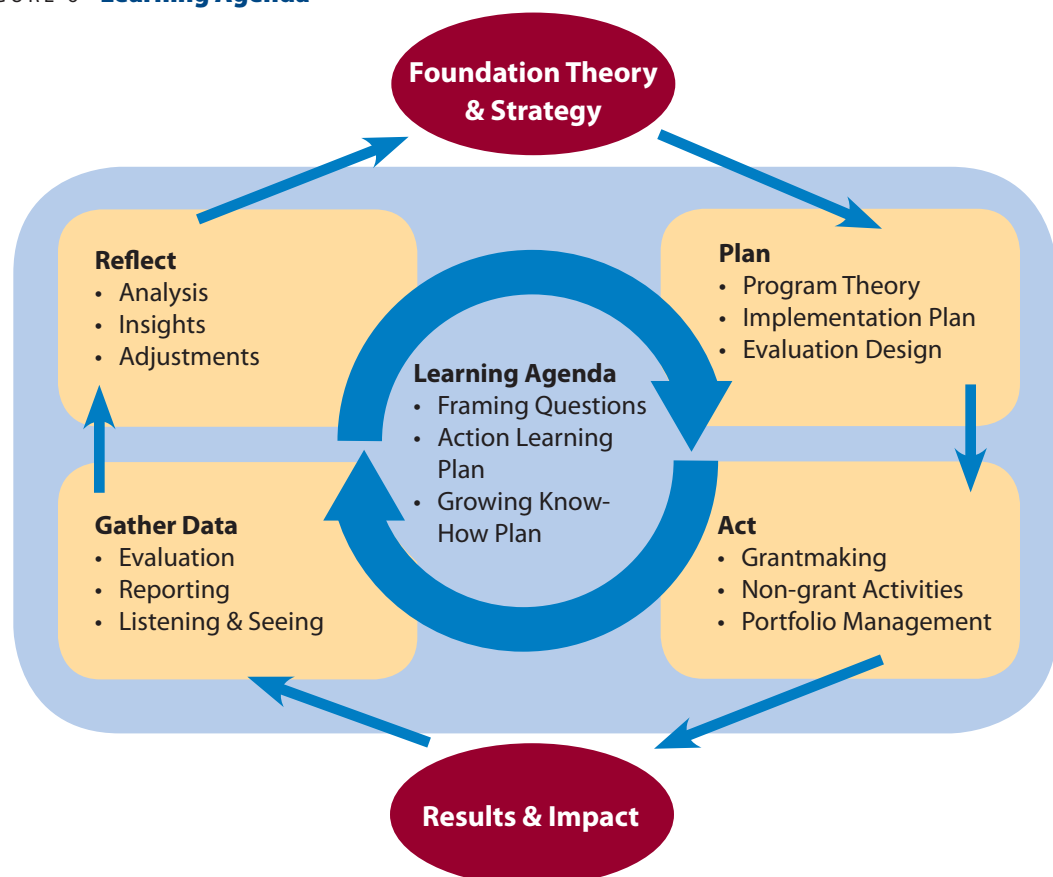 Learning Agenda
Foundation Theory
& Strategy
Reflect
• Analysis
• Insights
• Adjustments
Plan
• Program Theory
• Implementation Plan
• Evaluation Design
Learning Agenda
• Framing Questions
• Action Learning
Plan
• Growing Know-
How Plan
Gather Data
• Evaluation
• Reporting
• Listening & Seeing
Act
• Grantmaking
• Non-grant Activities
• Portfolio Management
Results & Impact